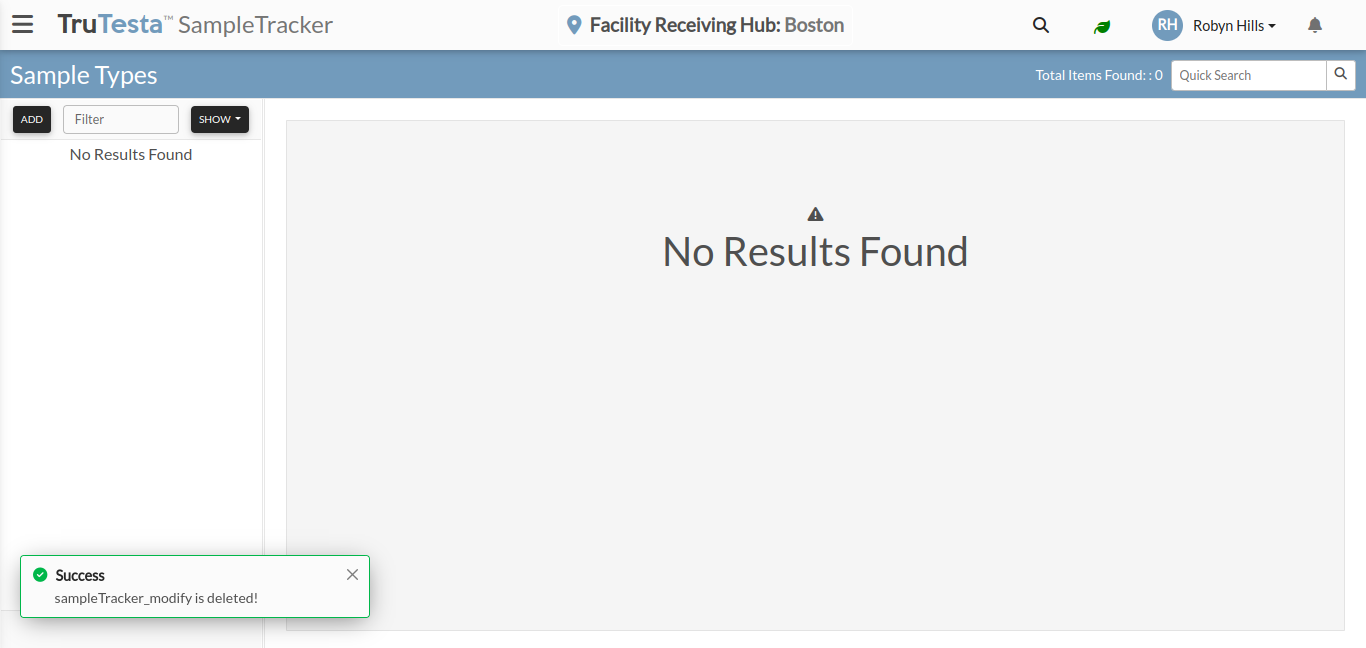 TruTesta™ SampleTracker
Facility Receiving Hub: Boston
RH Robyn Hills
Sample Types
Total Items Found: : 0
Quick Search
ADD
Filter
SHOW
No Results Found
No Results Found
Success
sampleTracker_modify is deleted!